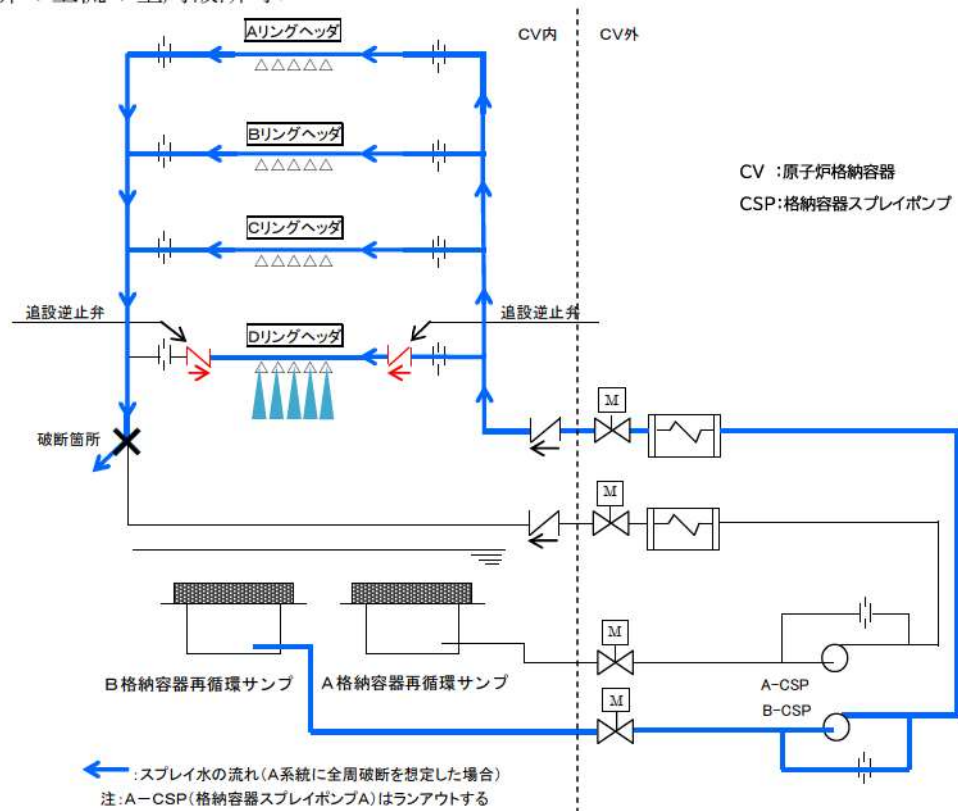 Aリングヘッダ
CV内
CV外
Bリングヘッダ
CV :原子炉格納容器
CSP:格納容器スプレイポンプ
Cリングヘッダ
追設逆止弁
追設逆止弁
Dリングヘッダ
M
破断箇所
M
M
A-CSP
B格納容器再循環サンプ
A格納容器再循環サンプ
B-CSP
M
:スプレイ水の流れ(A系統に全周破断を想定した場合)
注:A-CSP(格納容器スプレイポンプA)はランアウトする